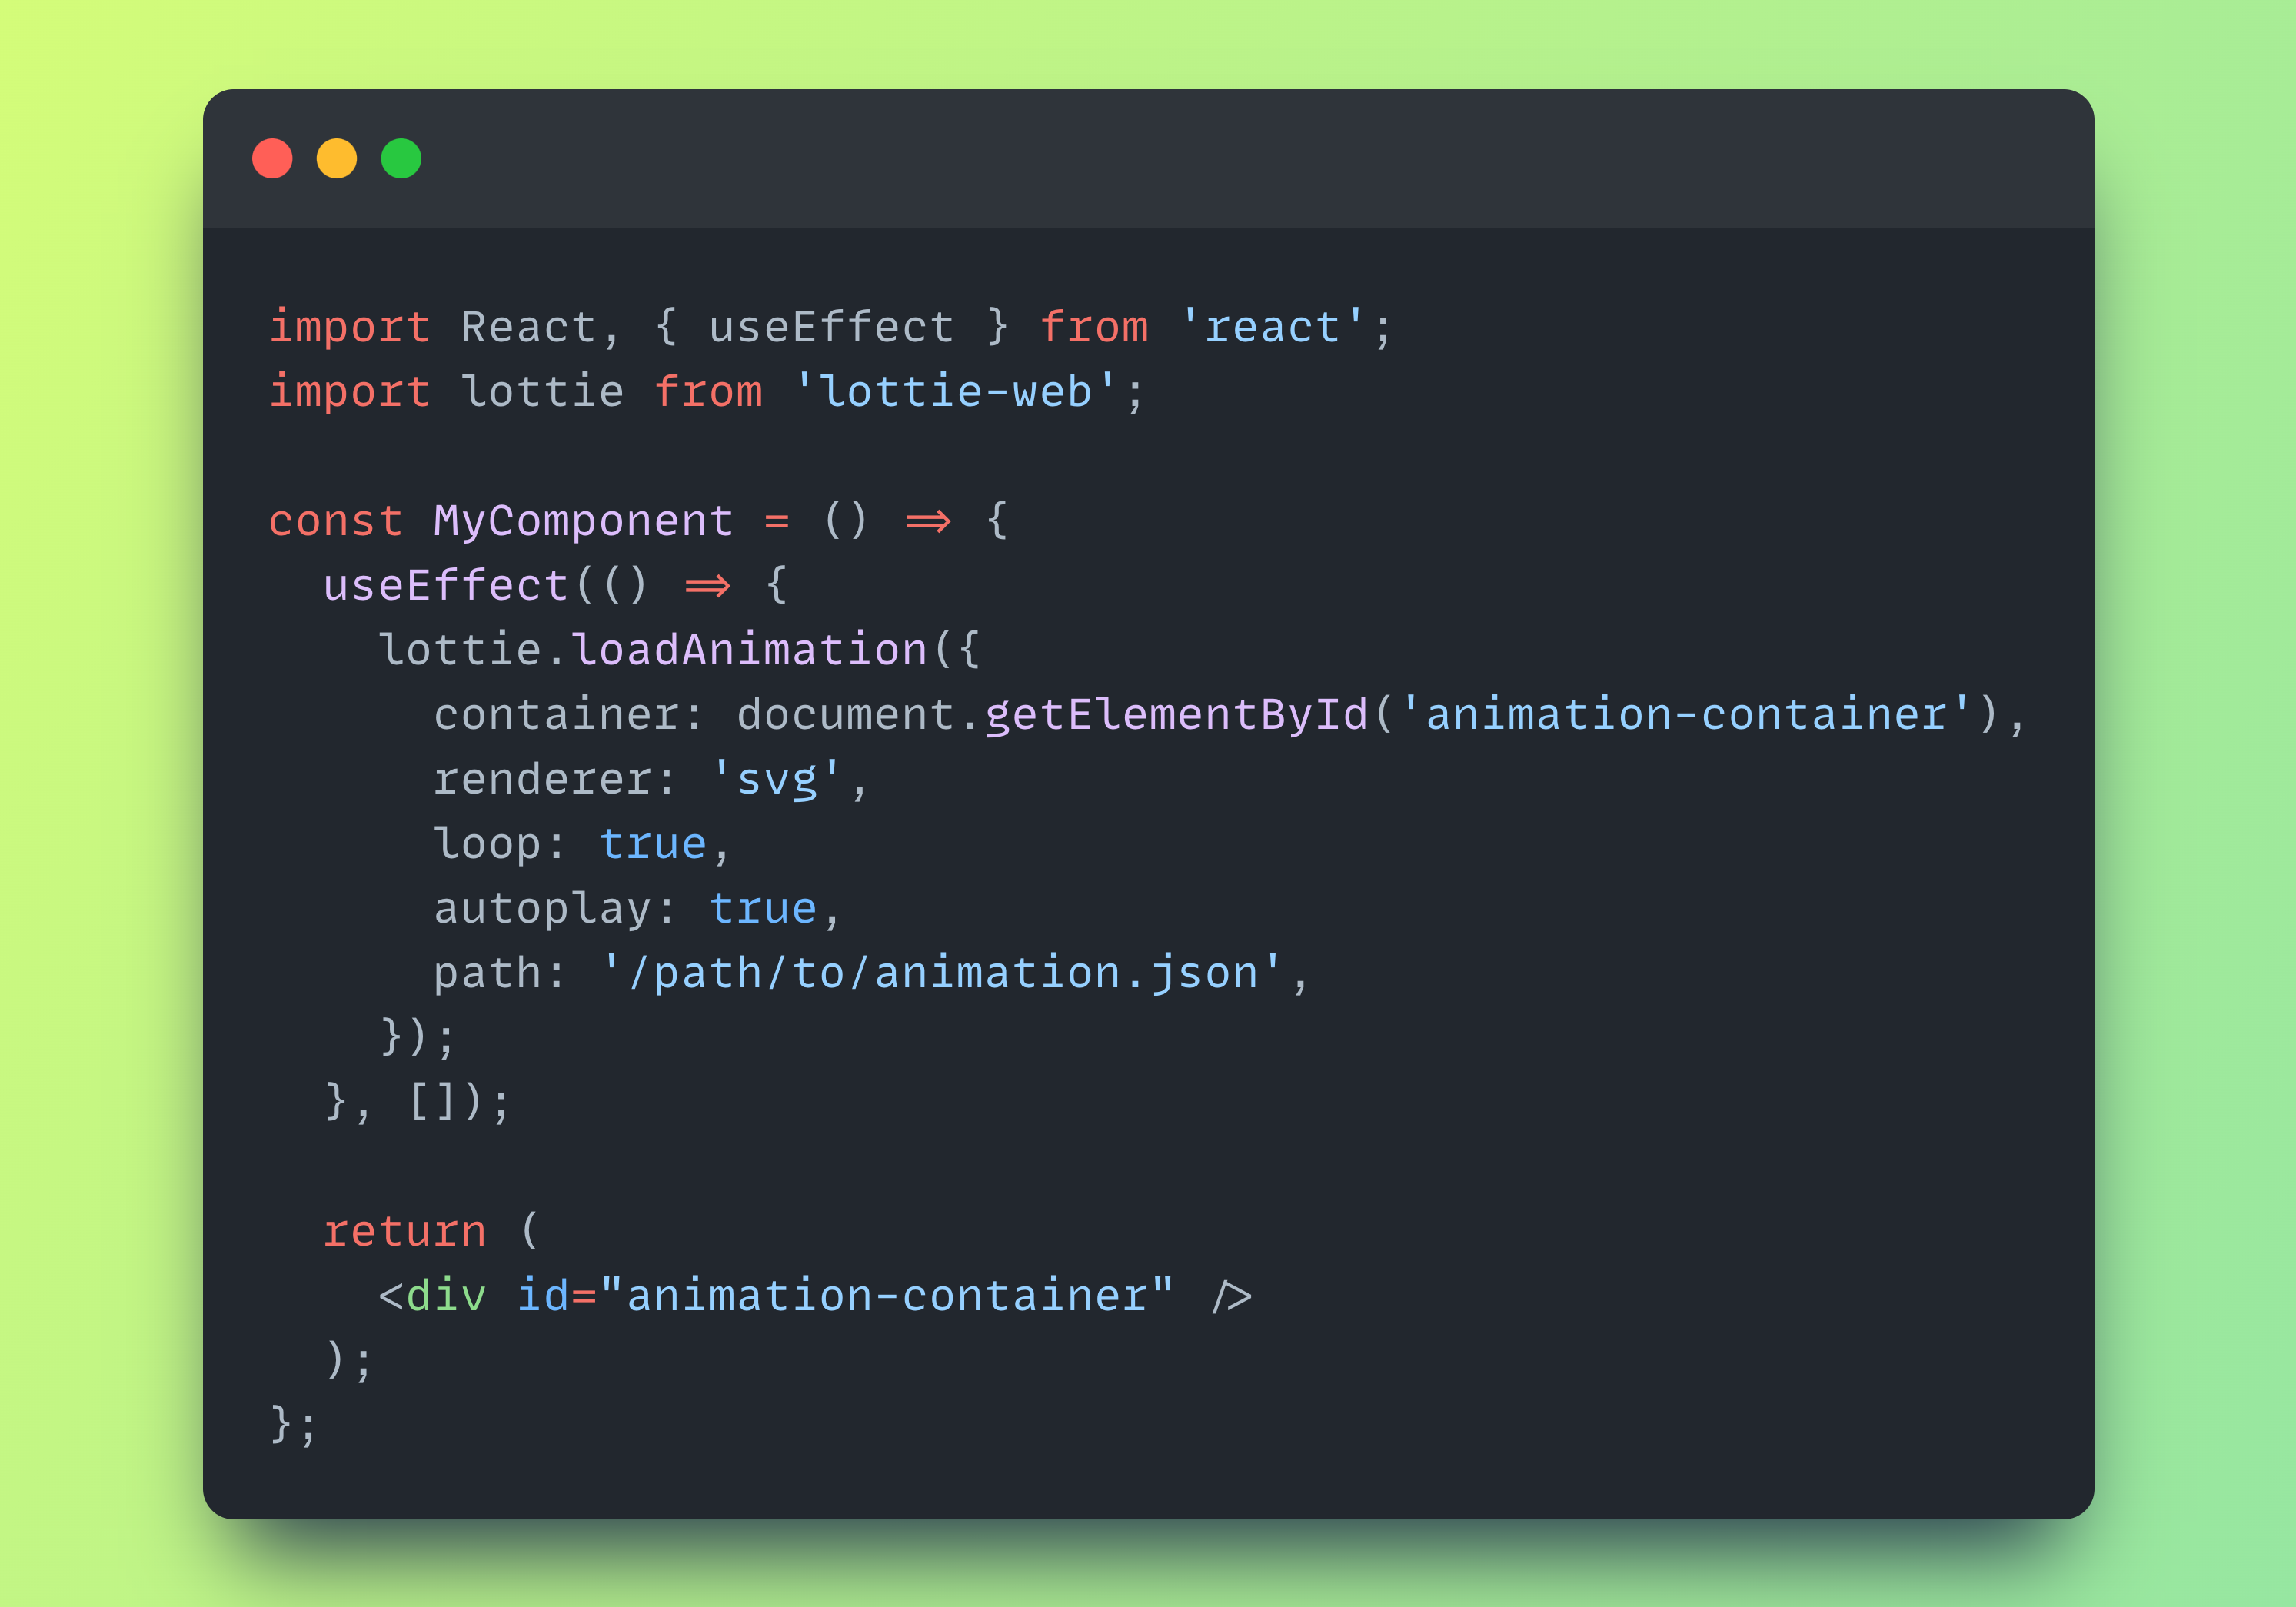 import React, { useEffect } from 'react';
import lottie from 'lottie-web';

const MyComponent = () => {
  useEffect(() => {
    lottie.loadAnimation({
      container: document.getElementById('animation-container'),
      renderer: 'svg',
      loop: true,
      autoplay: true,
      path: '/path/to/animation.json',
    });
  }, []);

  return (
    <div id="animation-container" />
  );
};